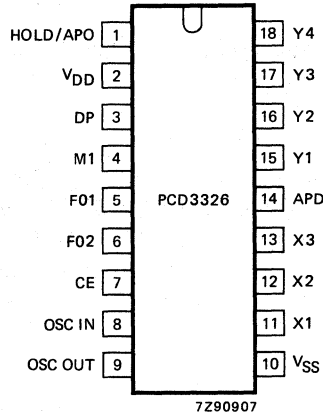 HOLD/APO 1
18 Y4
VDD 2
17 Y3
DP 3
16 Y2
M1 4
15 Y1
F01 5
PCD3326
14 APD
F02 6
13 X3
CE 7
12 X2
OSC IN 8
11 X1
OSC OUT 9
10 VSS
7Z90907